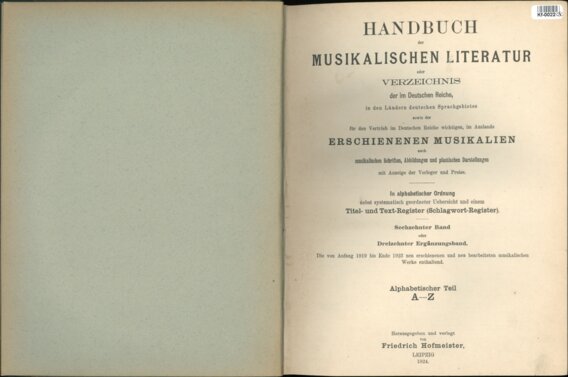 Kf-0022/5
HANDBUCH
der
MUSIKALISCHEN LITERATUR
oder
VERZEICHNIS
der im Deutschen Reiche,
in den Ländern deutschen Sprachgebietes
sowie der
für den Vertrieb im Deutschen Reiche wichtigen, im Auslande
ERSCHIENENEN MUSIKALIEN
auch
musikalischen Schriften, Abbildungen und plastischen Darstellungen
mit Anzeige der Verleger und Preise.
In alphabetischer Ordnung
nebst systematisch geordneter Uebersicht und einem
Titel- und Text-Register (Schlagwort-Register).
Sechzehnter Band
oder
Dreizehnter Ergänzungsband.
Die von Anfang 1919 bis Ende 1923 neu erschienenen und neu bearbeiteten musikalischen
Werke enthaltend.
Alphabetischer Teil
A—Z
Herausgegeben und verlegt
von
Friedrich Hofmeister,
LEIPZIG
1924.